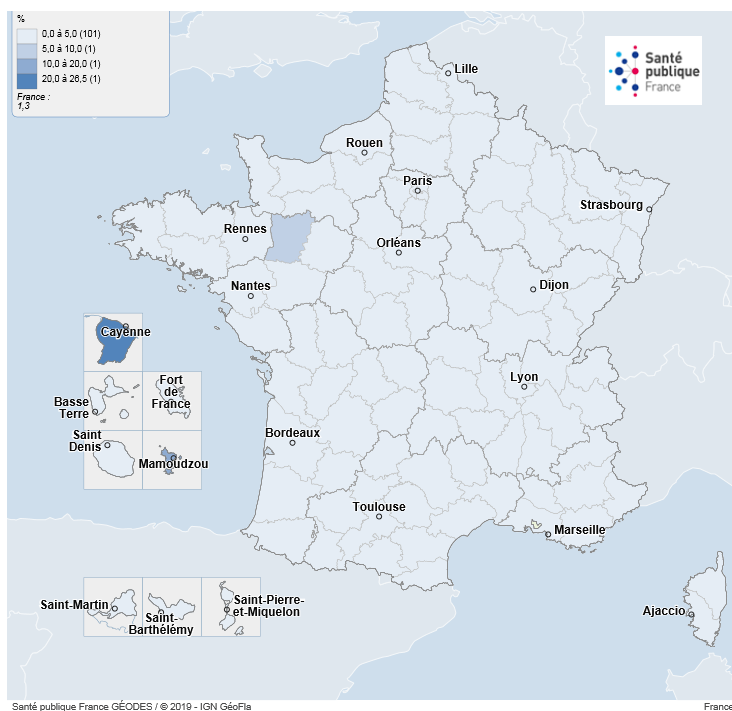 %
0,0 à 5,0 (101)
5,0 à 10,0 (1)
10,0 à 20,0 (1)
20,0 à 26,5 (1)
France :
1,3
Santé
publique
France
Lille
Rouen
Paris
Strasbourg
Rennes
Orléans
Nantes
Dijon
Cayenne
Lyon
Fort
de
France
Basse
Terre
Saint
Denis
Mamoudzou
Bordeaux
Toulouse
Marseille
Saint-Martin
Saint-
Barthélémy
Saint-Pierre-
et-Miquelon
Ajaccio
Santé publique France GÉODES / © 2019 - IGN GéoFla
France